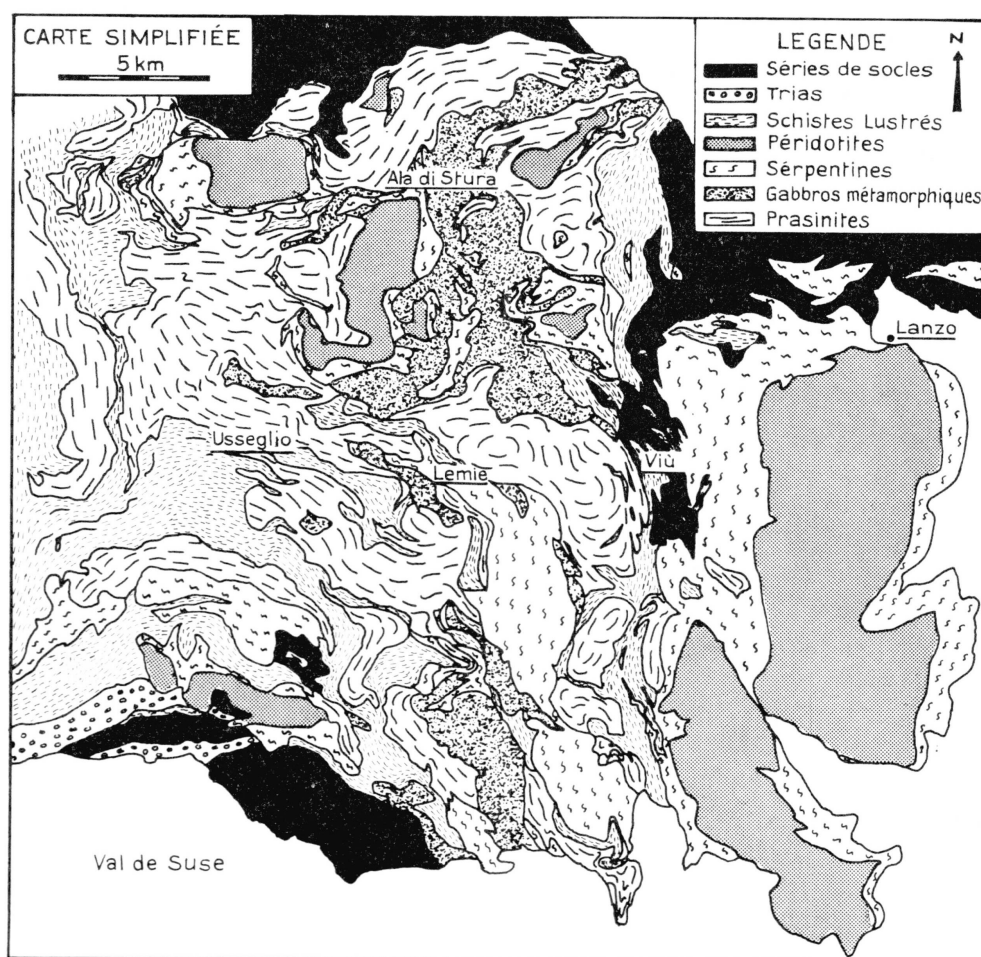 CARTE SIMPLIFIÉE
5 km
LEGENDE
N
Séries de socles
Trias
Schistes Lustrés
Péridotites
Sérpentines
Gabbros métamorphiques
Prasinites
Ala di Stura
Lanzo
Usseglio
Lemie
Viù
Val de Suse